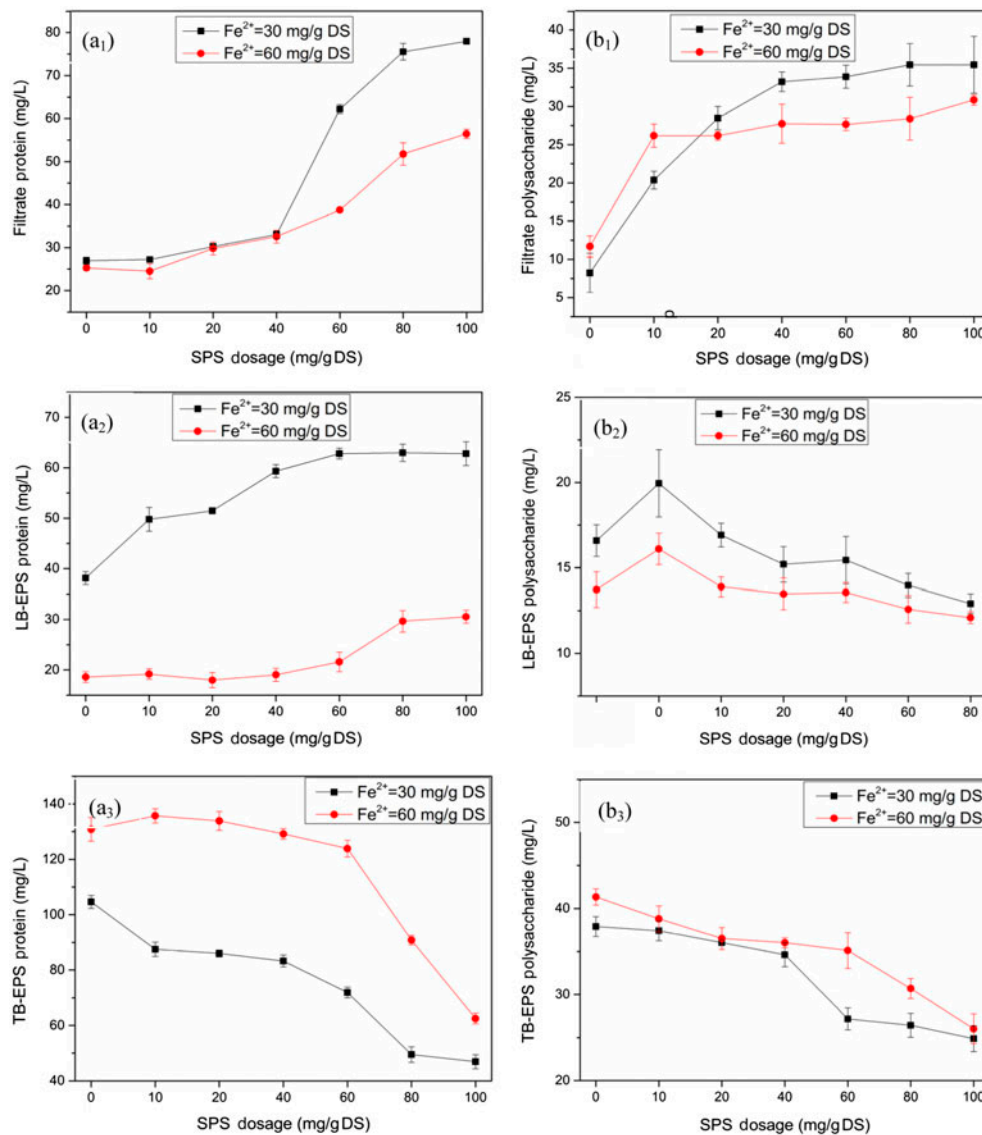 (a1)
Fe2+=30 mg/g DS
Fe2+=60 mg/g DS
Filtrate protein (mg/L)
80
70
60
50
40
30
20
0 10 20 40 60 80 100
SPS dosage (mg/g DS)
(b1)
Fe2+=30 mg/g DS
Fe2+=60 mg/g DS
Filtrate polysaccharide (mg/L)
40
35
30
25
20
15
10
5
0 10 20 40 60 80 100
SPS dosage (mg/g DS)
(a2)
Fe2+=30 mg/g DS
Fe2+=60 mg/g DS
LB-EPS protein (mg/L)
70
60
50
40
30
20
0 10 20 40 60 80 100
SPS dosage (mg/g DS)
(b2)
Fe2+=30 mg/g DS
Fe2+=60 mg/g DS
LB-EPS polysaccharide (mg/L)
25
20
15
10
0 10 20 40 60 80
SPS dosage (mg/g DS)
(a3)
Fe2+=30 mg/g DS
Fe2+=60 mg/g DS
TB-EPS protein (mg/L)
140
120
100
80
60
40
0 10 20 40 60 80 100
SPS dosage (mg/g DS)
(b3)
Fe2+=30 mg/g DS
Fe2+=60 mg/g DS
TB-EPS polysaccharide (mg/L)
50
40
30
20
0 10 20 40 60 80 100
SPS dosage (mg/g DS)